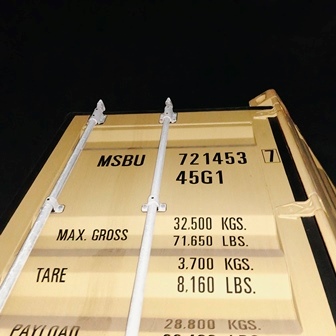 MSBU 721453 7
45G1
MAX. GROSS 32.500 KGS.
71.650 LBS.
TARE 3.700 KGS.
8,160 LBS.
PAYLOAD 28.800 KGS.